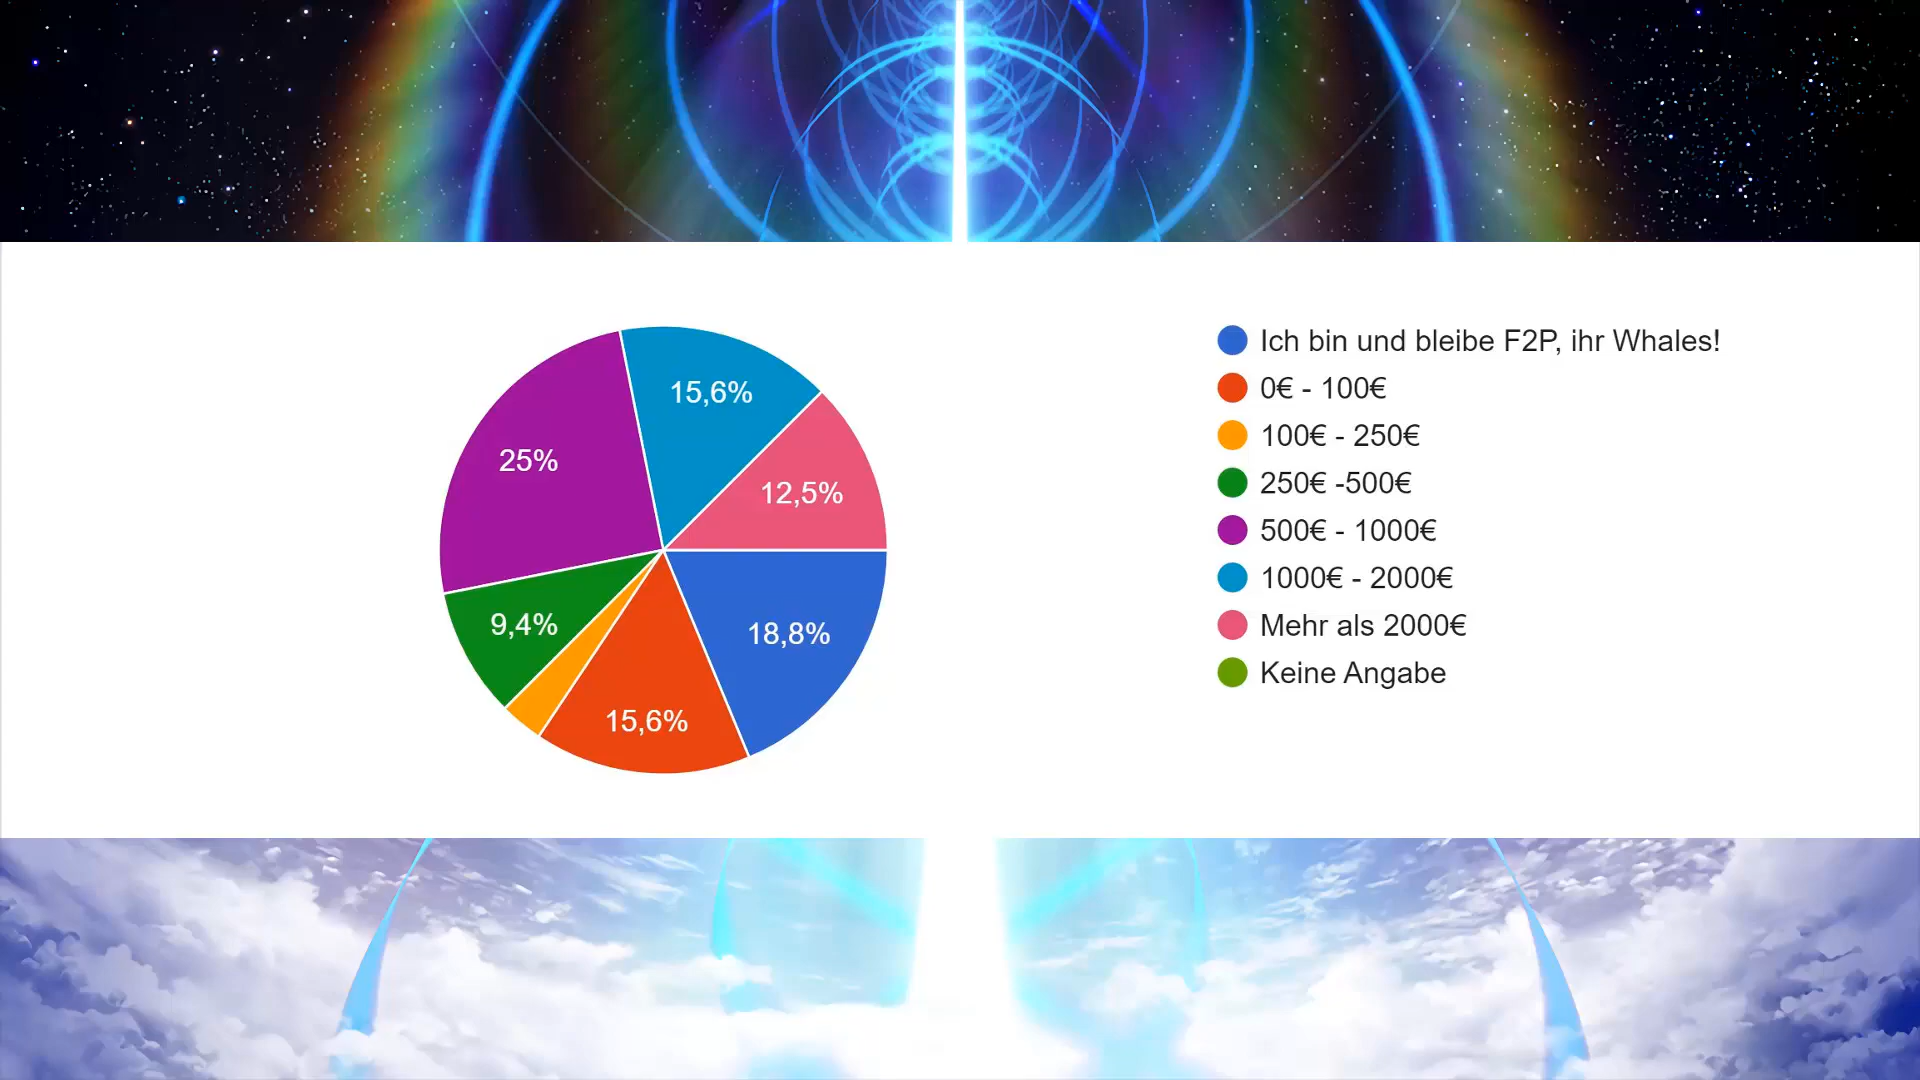 15,6%
25%
12,5%
9,4%
18,8%
15,6%
Ich bin und bleibe F2P, ihr Whales!
0€ - 100€
100€ - 250€
250€ -500€
500€ - 1000€
1000€ - 2000€
Mehr als 2000€
Keine Angabe